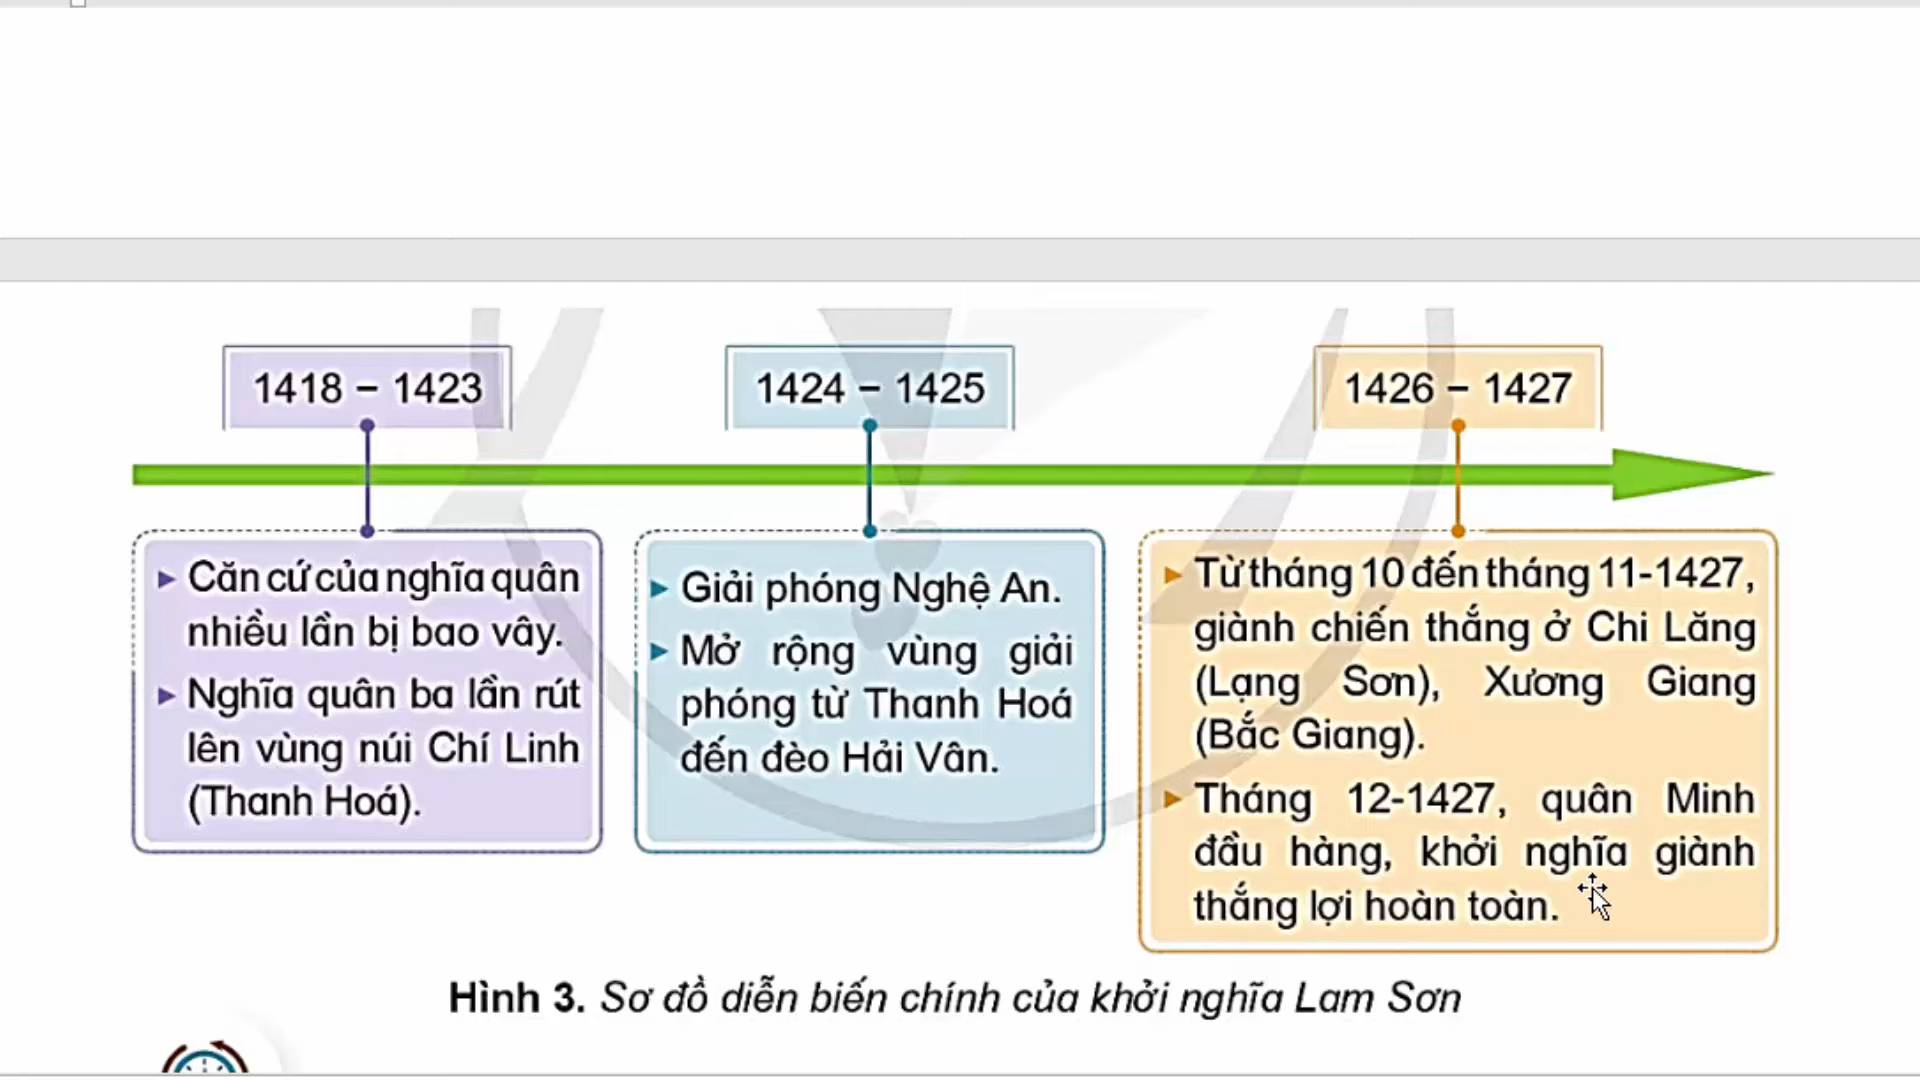 1418 – 1423
1424 – 1425
1426 – 1427
Căn cứ của nghĩa quân
nhiều lần bị bao vây.
Nghĩa quân ba lần rút
lên vùng núi Chí Linh
(Thanh Hoá).
Giải phóng Nghệ An.
Mở rộng vùng giải
phóng từ Thanh Hoá
đến đèo Hải Vân.
Từ tháng 10 đến tháng 11-1427,
giành chiến thắng ở Chi Lăng
(Lạng Sơn), Xương Giang
(Bắc Giang).
Tháng 12-1427, quân Minh
đầu hàng, khởi nghĩa giành
thắng lợi hoàn toàn.
Hình 3. Sơ đồ diễn biến chính của khởi nghĩa Lam Sơn